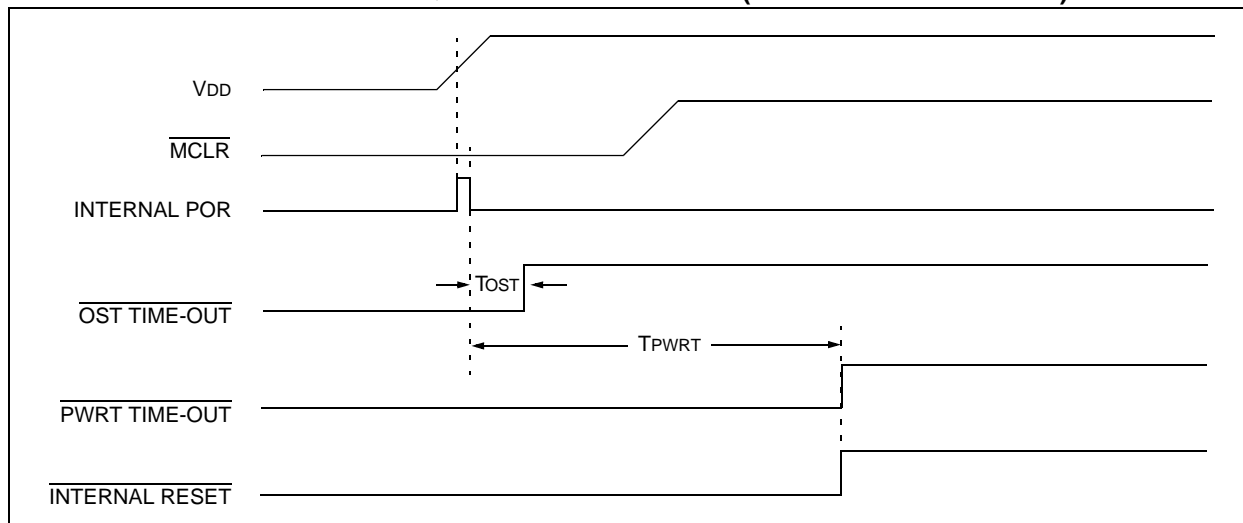 VDD
MCLR
INTERNAL POR
TOST
OST TIME-OUT
TPWRT
PWRT TIME-OUT
INTERNAL RESET